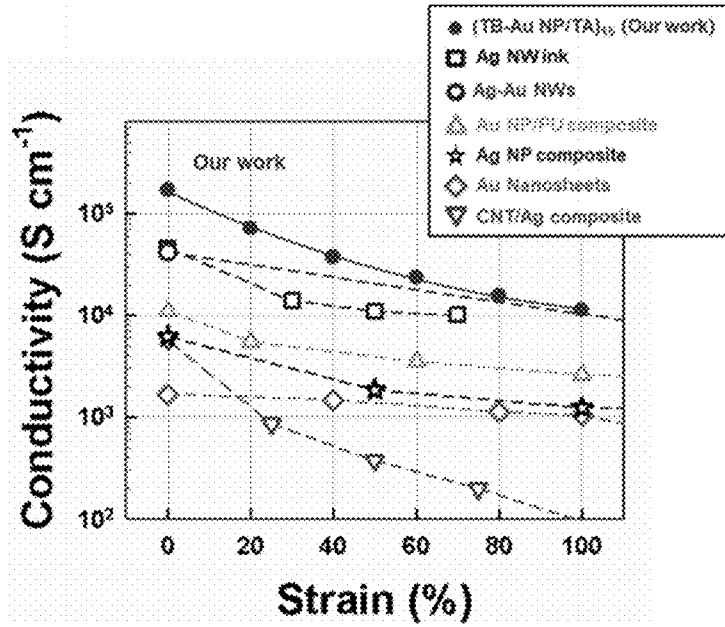 (TB-Au NP/TA)₁₅ (Our work)
Ag NW ink
Ag-Au NWs
Au NP/PU composite
Ag NP composite
Au Nanosheets
CNT/Ag composite
Our work
Conductivity (S cm⁻¹)
10⁵
10⁴
10³
10²
0 20 40 60 80 100
Strain (%)